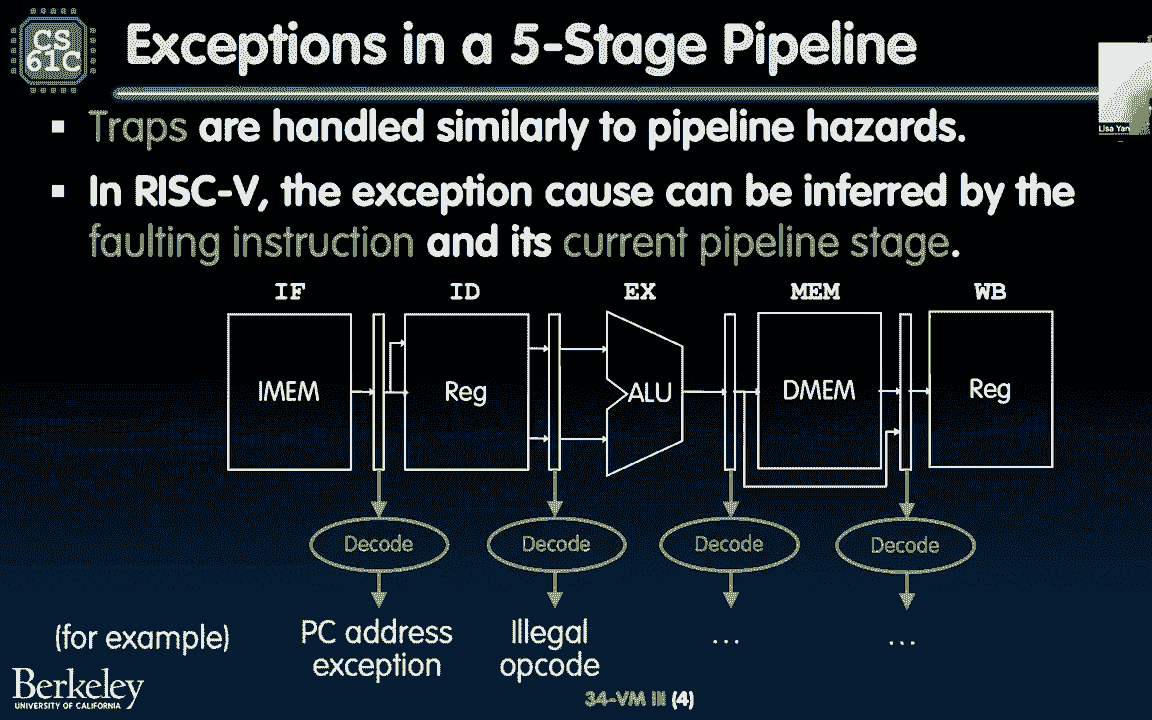 CS
61C
Exceptions in a 5-Stage Pipeline
▪ Traps are handled similarly to pipeline hazards.
▪ In RISC-V, the exception cause can be inferred by the
faulting instruction and its current pipeline stage.
IF ID EX MEM WB
IMEM Reg ALU DMEM Reg
Decode Decode Decode Decode
(for example) PC address Illegal ... ...
exception opcode
Berkeley
UNIVERSITY OF CALIFORNIA
34-VM III (4)
Lisa Yan